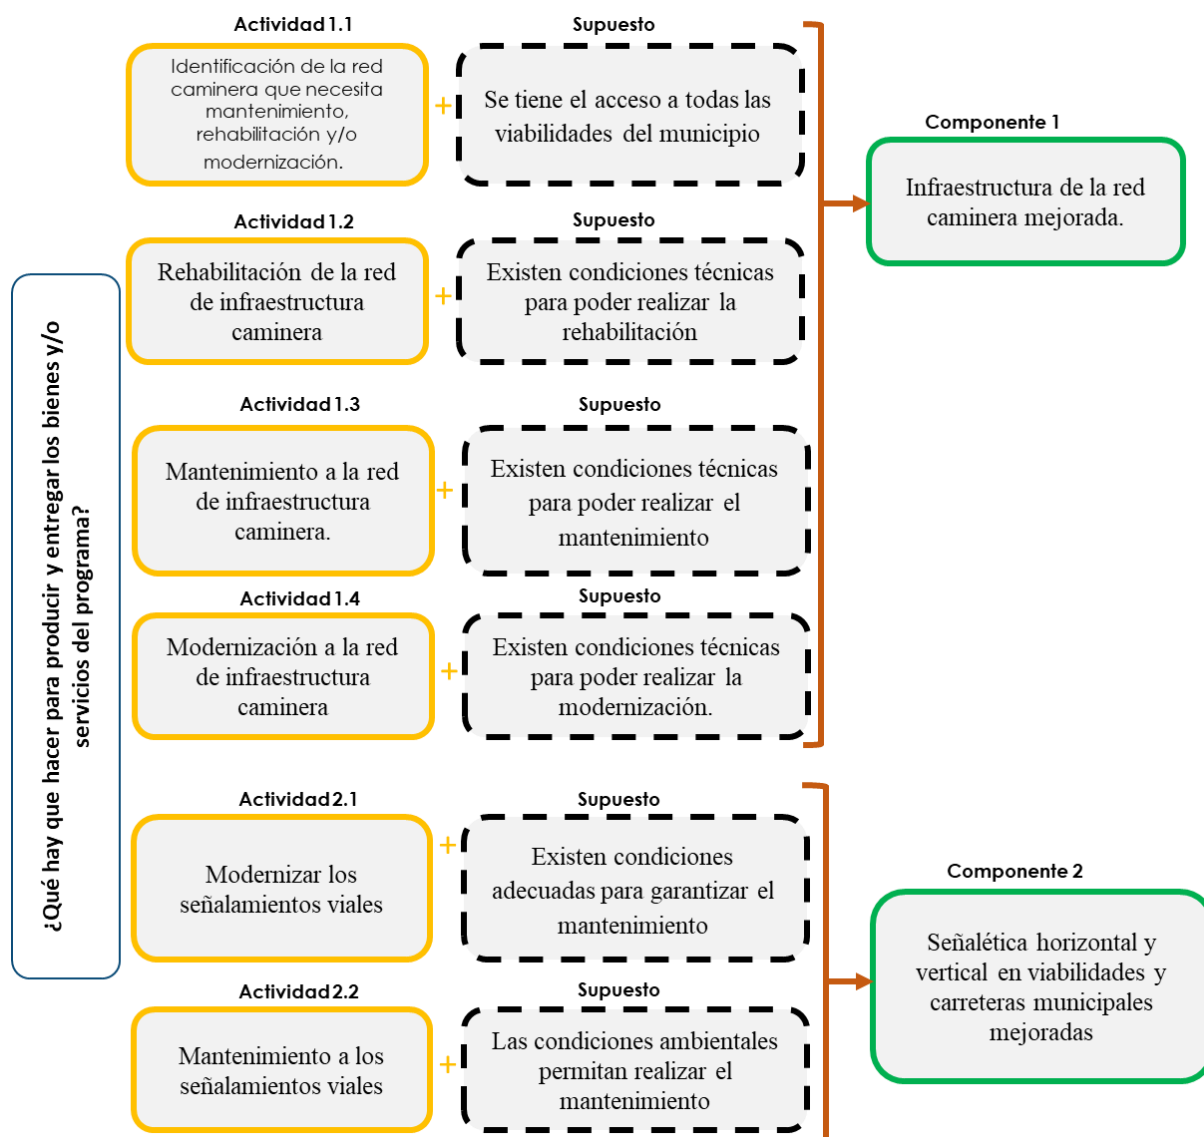 ¿Qué hay que hacer para producir y entregar los bienes y/o
servicios del programa?
Actividad 1.1
Identificación de la red
caminera que necesita
mantenimiento,
rehabilitación y/o
modernización.
+
Supuesto
Se tiene el acceso a todas las
viabilidades del municipio
Actividad 1.2
Rehabilitación de la red
de infraestructura
caminera
+
Supuesto
Existen condiciones técnicas
para poder realizar la
rehabilitación
Actividad 1.3
Mantenimiento a la red
de infraestructura
caminera.
+
Supuesto
Existen condiciones técnicas
para poder realizar el
mantenimiento
Actividad 1.4
Modernización a la red
de infraestructura
caminera
+
Supuesto
Existen condiciones técnicas
para poder realizar la
modernización.
Componente 1
Infraestructura de la red
caminera mejorada.
Actividad 2.1
Modernizar los
señalamientos viales
+
Supuesto
Existen condiciones
adecuadas para garantizar el
mantenimiento
Actividad 2.2
Mantenimiento a los
señalamientos viales
+
Supuesto
Las condiciones ambientales
permitan realizar el
mantenimiento
Componente 2
Señalética horizontal y
vertical en viabilidades y
carreteras municipales
mejoradas